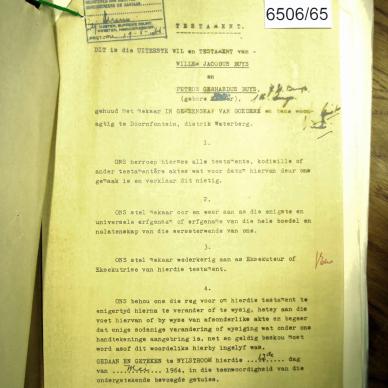 6506/65
TESTAMENT.
DIT is die UITERSTE WIL en TESTAMENT van -
WILLEM JACOBUS BUYS
en
PETRUS GERHARDUS BUYS,
(gebore
gehuud met mekaar IN GEMEENSKAP VAN GOEDERE en tans woon-
agtig te Doornfontein, distrik Waterberg.
1.
ONS herroep hiermee alle testamente, kodisille of
ander testamentêre aktes wat voor datum hiervan deur ons
gemaak is en verklaar dit nietig.
2.
ONS stel mekaar oor en weer aan as die enigste en
universele erfgenaam of erfgename van die hele boedel en
nalatenskap van die eerssterwende van ons.
3.
ONS stel mekaar wederkerig aan as Eksekuteur of
Eksekutrise van hierdie testament.
4.
ONS behou ons die reg voor om hierdie testament te
enigertyd hierna te verander of te wysig, hetsy aan die
voet hiervan of by wyse van afsonderlike akte en begeer
dat enige sodanige verandering of wysiging wat onder ons
handtekeninge aangebring is, net so geldig beskou moet
word asof dit woordelike hierby ingelyf was.
GEDAAN EN GETEKEN te NYLSTROOM hierdie .... 12de .... dag
van .... Mei .... 1964, in die teenwoordigheid van die
ondergetekende bevoegde getuies.